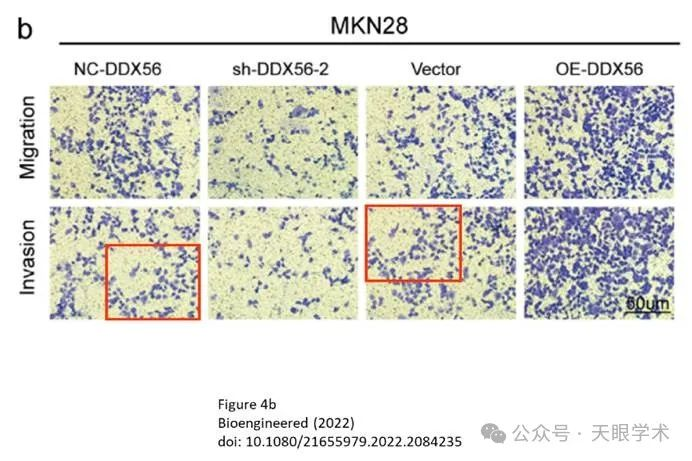 b
MKN28
NC-DDX56 sh-DDX56-2 Vector OE-DDX56
Migration
Invasion
60um
Figure 4b
Bioengineered (2022)
doi: 10.1080/21655979.2022.2084235
公众号 · 天眼学术